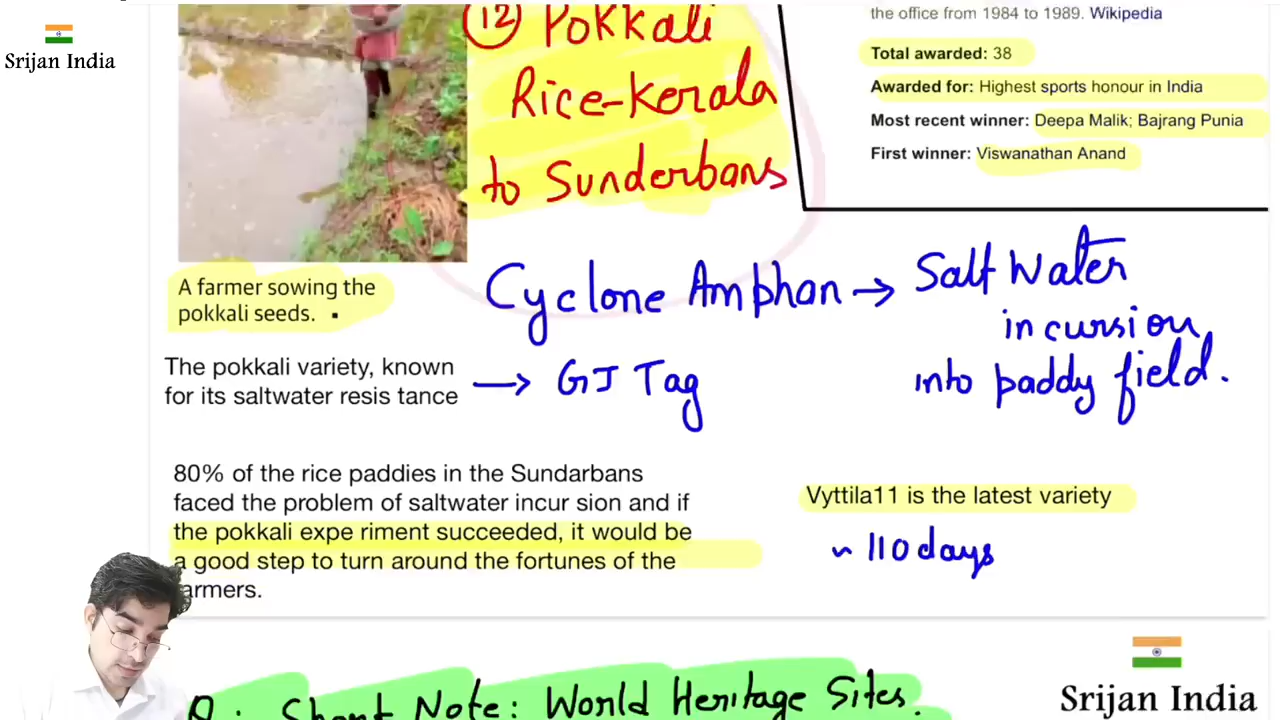 Srijan India
(12) Pokkali
Rice-Kerala
to Sunderbans
the office from 1984 to 1989. Wikipedia
Total awarded: 38
Awarded for: Highest sports honour in India
Most recent winner: Deepa Malik; Bajrang Punia
First winner: Viswanathan Anand
A farmer sowing the
pokkali seeds.
Cyclone Amphan → Salt Water
incursion
into paddy field.
The pokkali variety, known
for its saltwater resis tance
→ GI Tag
80% of the rice paddies in the Sundarbans
faced the problem of saltwater incur sion and if
the pokkali expe riment succeeded, it would be
a good step to turn around the fortunes of the
armers.
Vyttila11 is the latest variety
~ 110 days
Q: Short Note: World Heritage Sites.
Srijan India